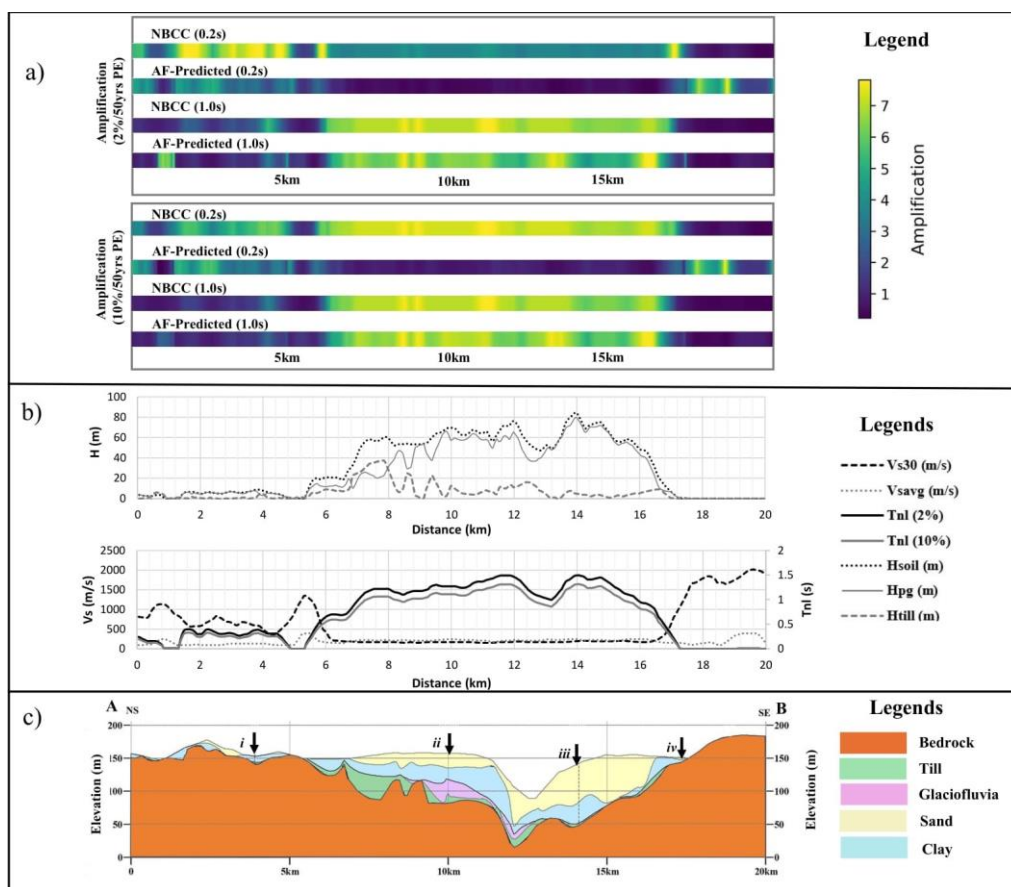 a)
Amplification
(2%/50yrs PE)
NBCC (0.2s)
AF-Predicted (0.2s)
NBCC (1.0s)
AF-Predicted (1.0s)
5km 10km 15km
Amplification
(10%/50yrs PE)
NBCC (0.2s)
AF-Predicted (0.2s)
NBCC (1.0s)
AF-Predicted (1.0s)
5km 10km 15km
Legend
7
6
5
4
3
2
1
Amplification
b)
H (m)
100
80
60
40
20
0
0 2 4 6 8 10 12 14 16 18 20
Distance (km)
Vs (m/s)
2500
2000
1500
1000
500
0
2
1.5
1
0.5
0
Tnl (s)
0 2 4 6 8 10 12 14 16 18 20
Distance (km)
Legends
Vs30 (m/s)
Vsavg (m/s)
Tnl (2%)
Tnl (10%)
Hsoil (m)
Hpg (m)
Htill (m)
c)
A NS
SE B
i ii iii iv
Elevation (m)
200
150
100
50
0
Elevation (m)
200
150
100
50
0
0 5km 10km 15km 20km
Legends
Bedrock
Till
Glaciofluvia
Sand
Clay